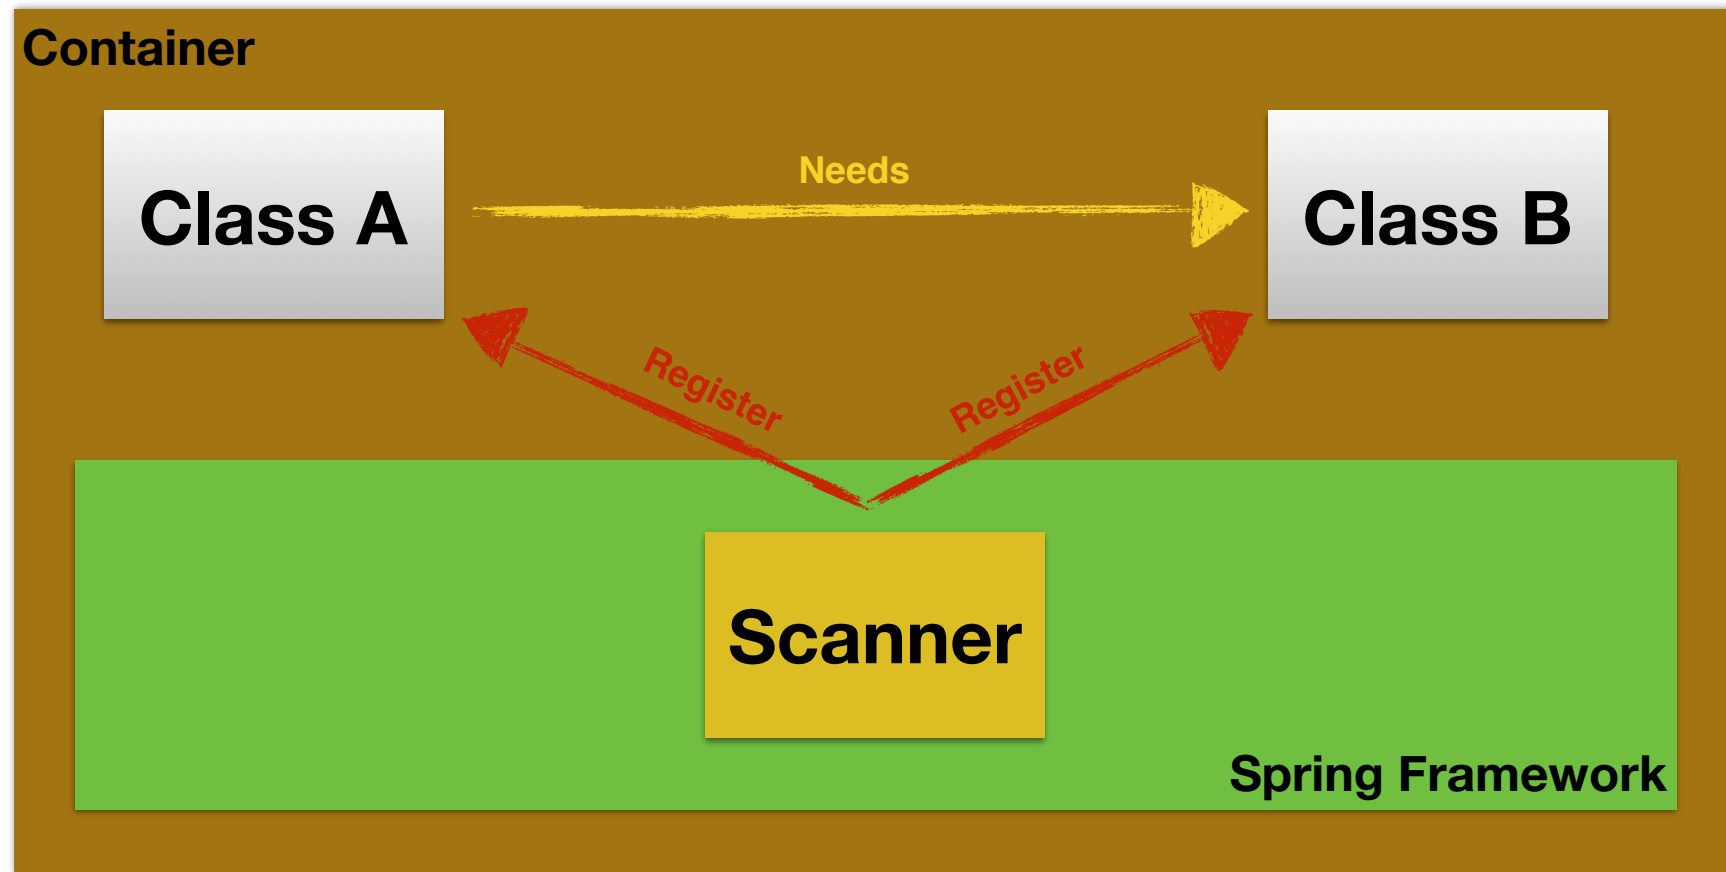 Container
Class A
Needs
Class B
Register
Register
Scanner
Spring Framework